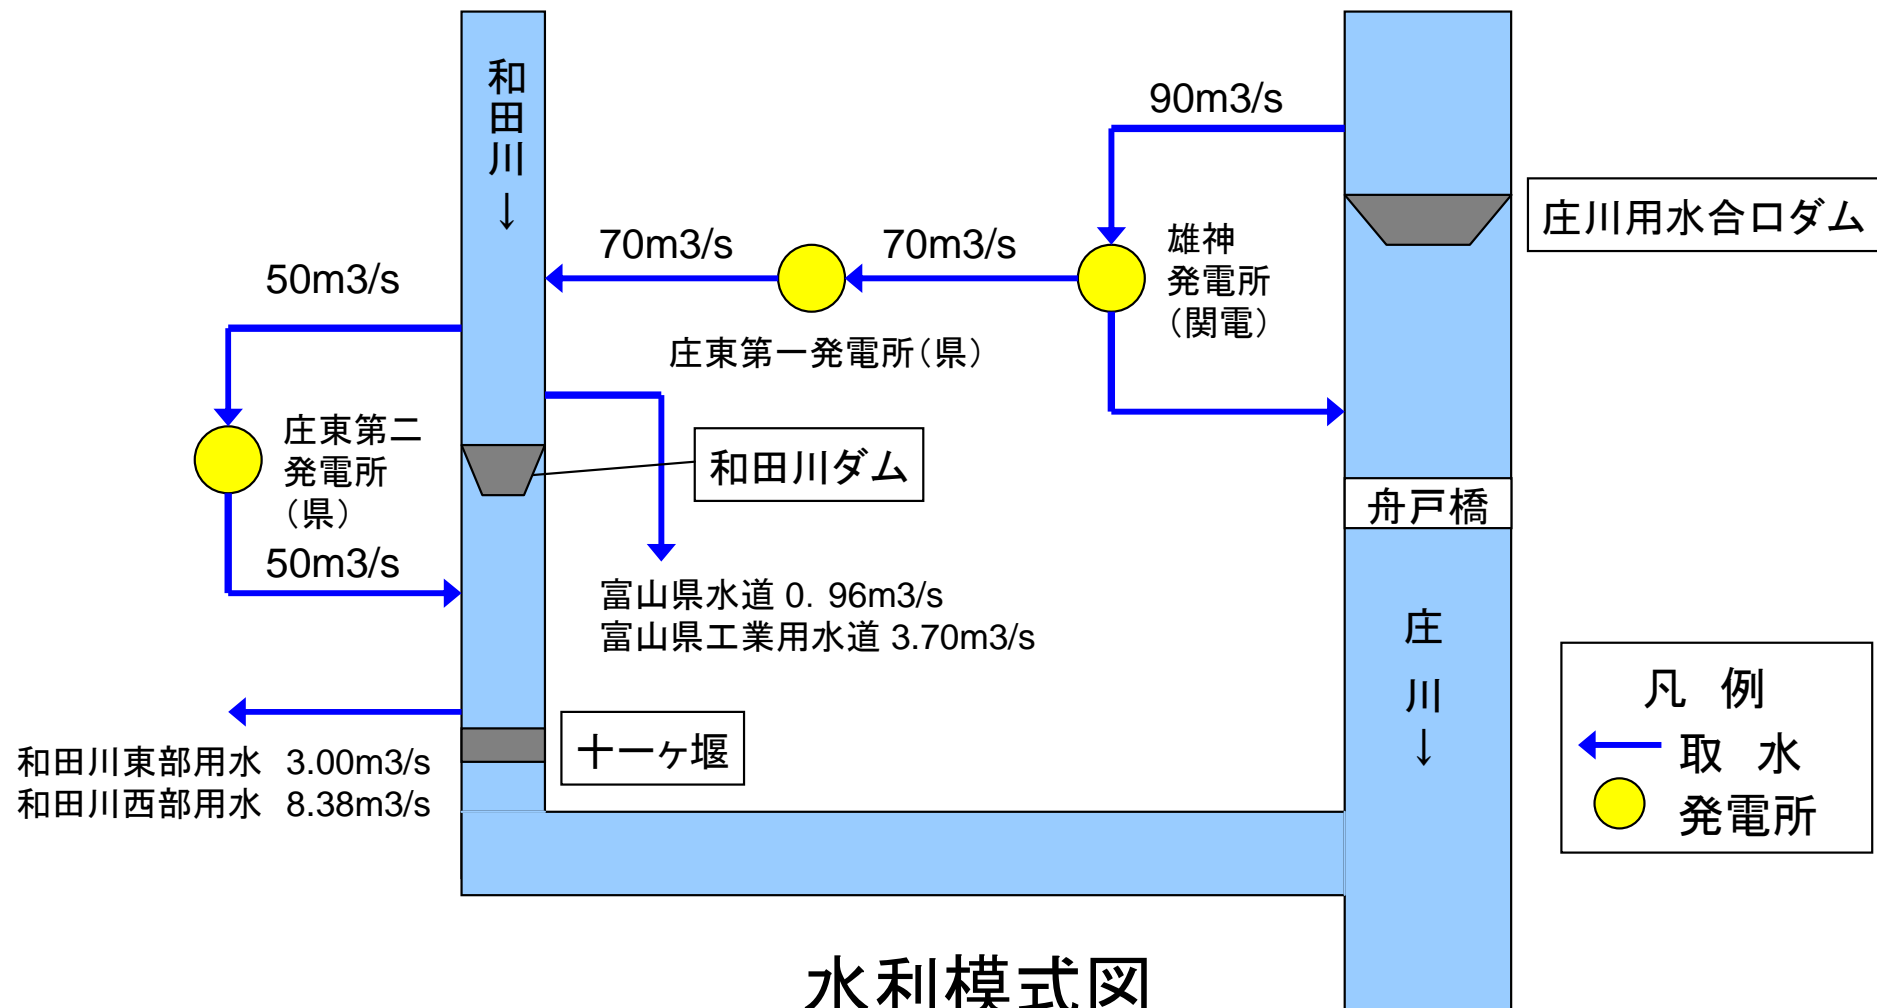 和田川↓
90m3/s
庄川用水合口ダム
70m3/s
70m3/s
雄神
発電所
（関電）
50m3/s
庄東第一発電所（県）
庄東第二
発電所
（県）
和田川ダム
舟戸橋
50m3/s
富山県水道 0. 96m3/s
富山県工業用水道 3.70m3/s
庄川↓
凡 例
取 水
発電所
十一ヶ堰
和田川東部用水 3.00m3/s
和田川西部用水 8.38m3/s
水利模式図